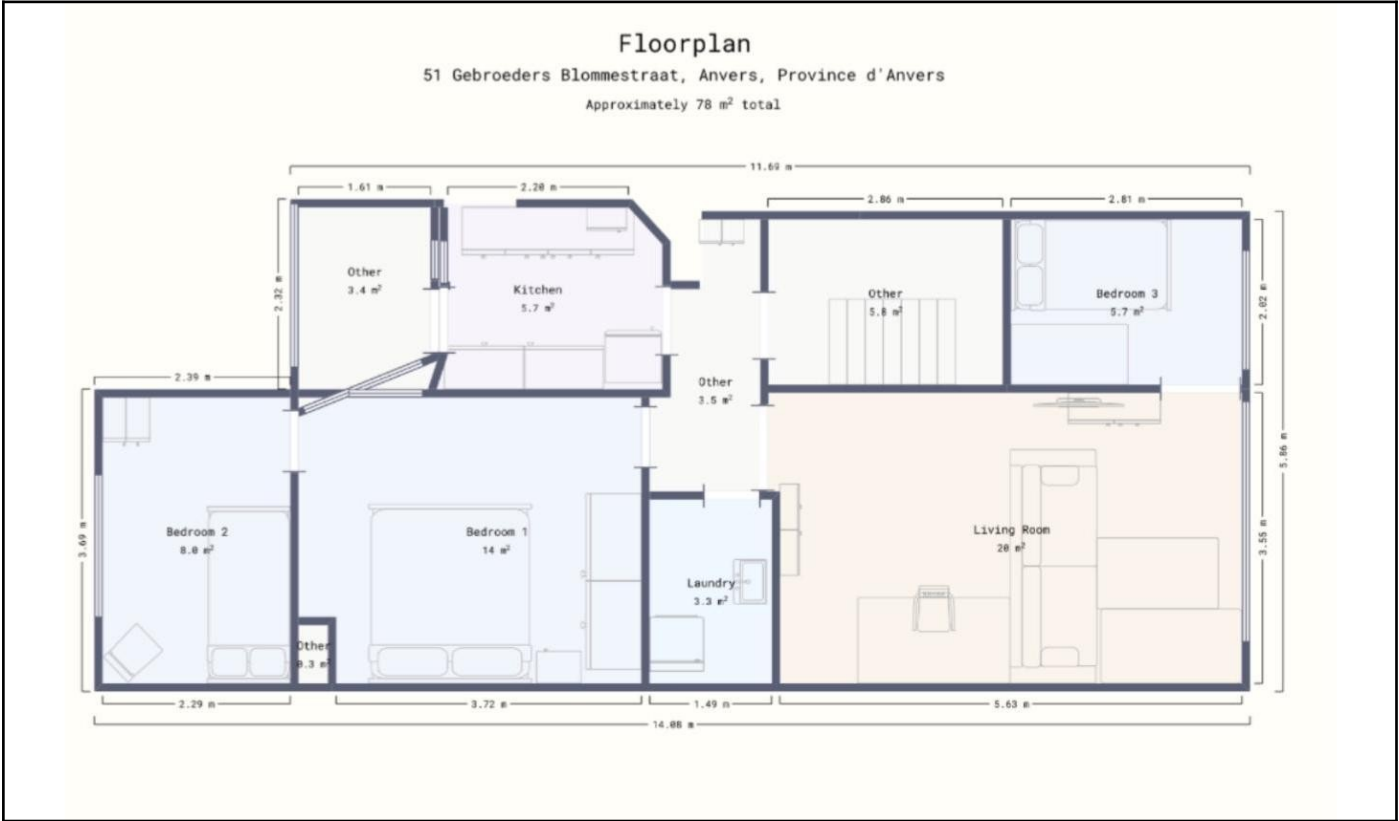 Floorplan
51 Gebroeders Blommestraat, Anvers, Province d'Anvers
Approximately 78 m² total
11.69 m
1.61 m
2.20 m
2.86 m
2.81 m
2.32 m
Other
3.4 m²
Kitchen
5.7 m²
Other
5.8 m²
Bedroom 3
5.7 m²
2.02 m
2.39 m
Other
3.5 m²
3.69 m
Bedroom 2
8.0 m²
Bedroom 1
14 m²
Living Room
20 m²
3.55 m
5.86 m
Laundry
3.3 m²
Other
0.3 m²
2.29 m
3.72 m
1.49 m
5.63 m
14.08 m